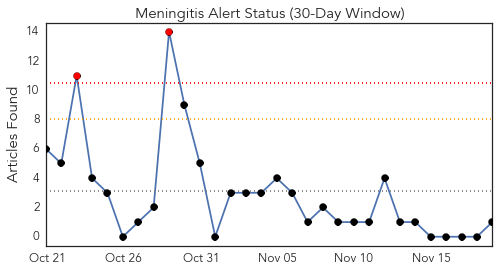 Meningitis Alert Status (30-Day Window)
Articles Found
14
12
10
8
6
4
2
0
Oct 21
Oct 26
Oct 31
Nov 05
Nov 10
Nov 15